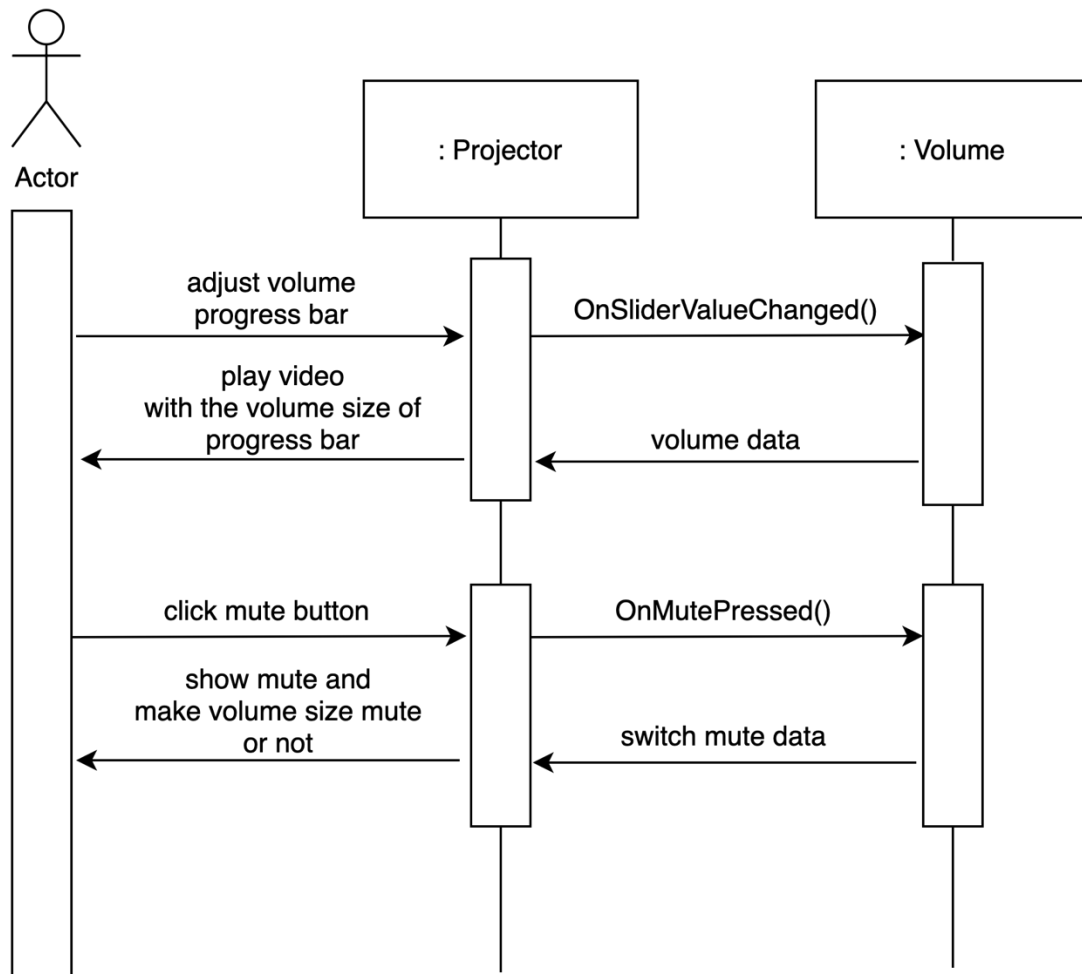 Actor
: Projector
: Volume
adjust volume
progress bar
OnSliderValueChanged()
play video
with the volume size of
progress bar
volume data
click mute button
OnMutePressed()
show mute and
make volume size mute
or not
switch mute data